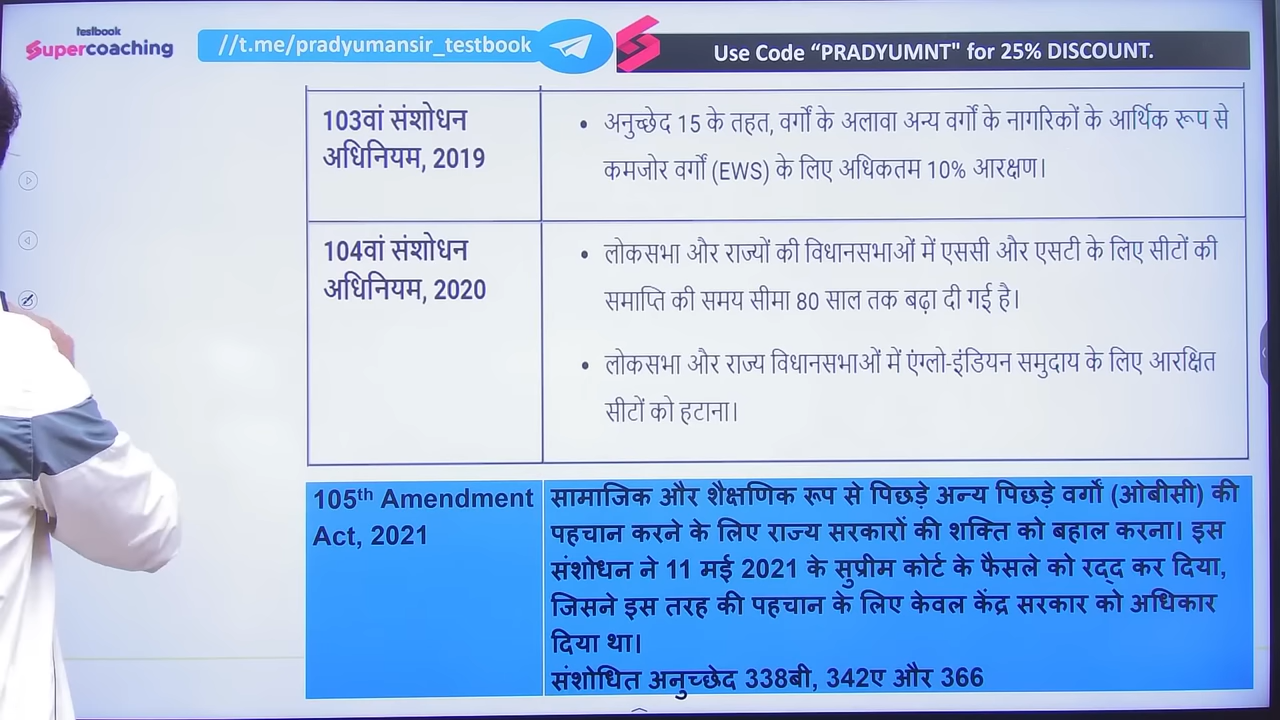 testbook
Supercoaching
//t.me/pradyumansir_testbook
Use Code “PRADYUMNT" for 25% DISCOUNT.
103वां संशोधन
अधिनियम, 2019
• अनुच्छेद 15 के तहत, वर्गों के अलावा अन्य वर्गों के नागरिकों के आर्थिक रूप से
कमजोर वर्गों (EWS) के लिए अधिकतम 10% आरक्षण।
104वां संशोधन
अधिनियम, 2020
• लोकसभा और राज्यों की विधानसभाओं में एससी और एसटी के लिए सीटों की
समाप्ति की समय सीमा 80 साल तक बढ़ा दी गई है।
• लोकसभा और राज्य विधानसभाओं में एंग्लो-इंडियन समुदाय के लिए आरक्षित
सीटों को हटाना।
105th Amendment
Act, 2021
सामाजिक और शैक्षणिक रूप से पिछड़े अन्य पिछड़े वर्गों (ओबीसी) की
पहचान करने के लिए राज्य सरकारों की शक्ति को बहाल करना। इस
संशोधन ने 11 मई 2021 के सुप्रीम कोर्ट के फैसले को रद्द कर दिया,
जिसने इस तरह की पहचान के लिए केवल केंद्र सरकार को अधिकार
दिया था।
संशोधित अनुच्छेद 338बी, 342ए और 366